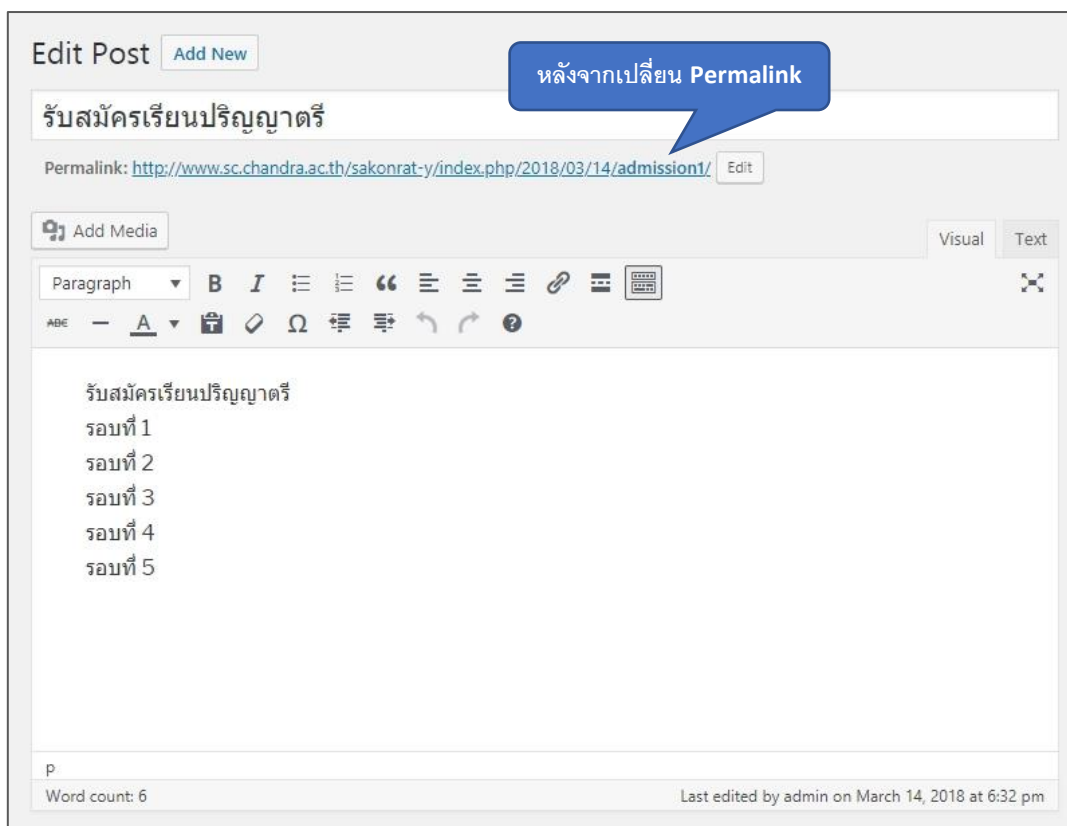 Edit Post Add New
หลังจากเปลี่ยน Permalink
รับสมัครเรียนปริญญาตรี
Permalink: http://www.sc.chandra.ac.th/sakonrat-y/index.php/2018/03/14/admission1/ Edit
Add Media
Visual Text
Paragraph B I
ABC A Ω
รับสมัครเรียนปริญญาตรี
รอบที่ 1
รอบที่ 2
รอบที่ 3
รอบที่ 4
รอบที่ 5
p
Word count: 6 Last edited by admin on March 14, 2018 at 6:32 pm